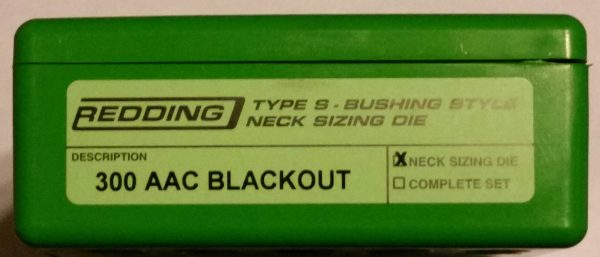 REDDING
TYPE S - BUSHING STYLE
NECK SIZING DIE
DESCRIPTION
300 AAC BLACKOUT
X NECK SIZING DIE
COMPLETE SET